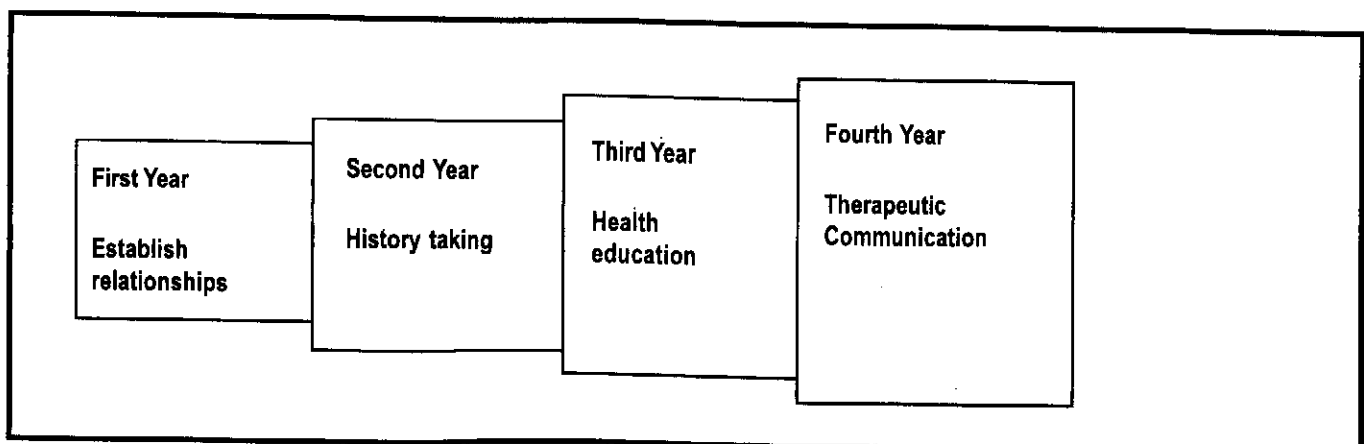 First Year
Establish
relationships
Second Year
History taking
Third Year
Health
education
Fourth Year
Therapeutic
Communication